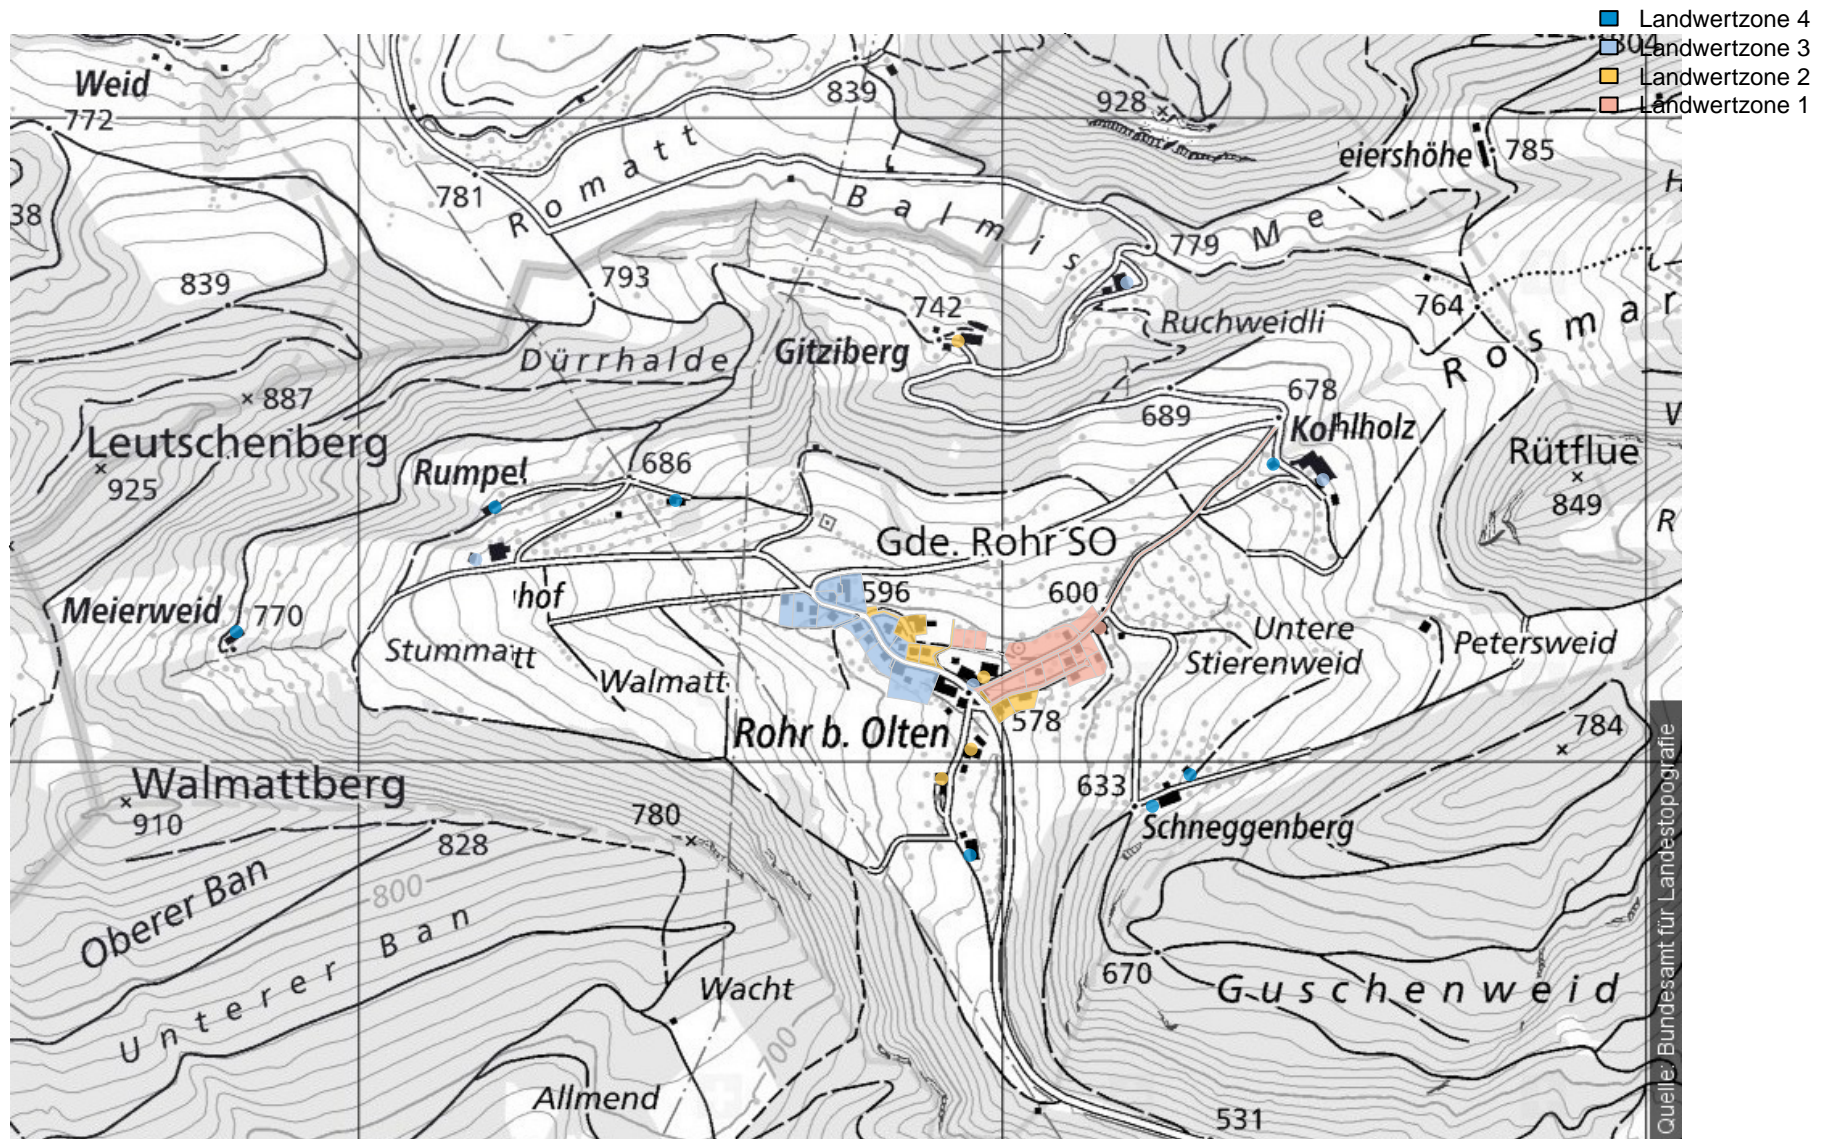 Landwertzone 4
804
Landwertzone 3
Landwertzone 2
Landwertzone 1
Weid
772
839
928
eiershöhe
785
Romatt
781
Balmis
38
H
Me
779
793
839
742
764
Ruchweidli
Rosmar
Gitziberg
Dürrhalde
887
678
689
Kohlholz
Leutschenberg
Rütflue
925
Rumpel
686
849
R
Gde. Rohr SO
596
600
hof
Meierweid
770
Untere
Stierenweid
Petersweid
Stummatt
Walmatt
578
Rohr b. Olten
784
Walmattberg
910
780
633
828
Schneggenberg
800
Oberer Ban
Unterer Ban
670
Wacht
Guschenweid
700
Allmend
531
Quelle: Bundesamt für Landestopografie